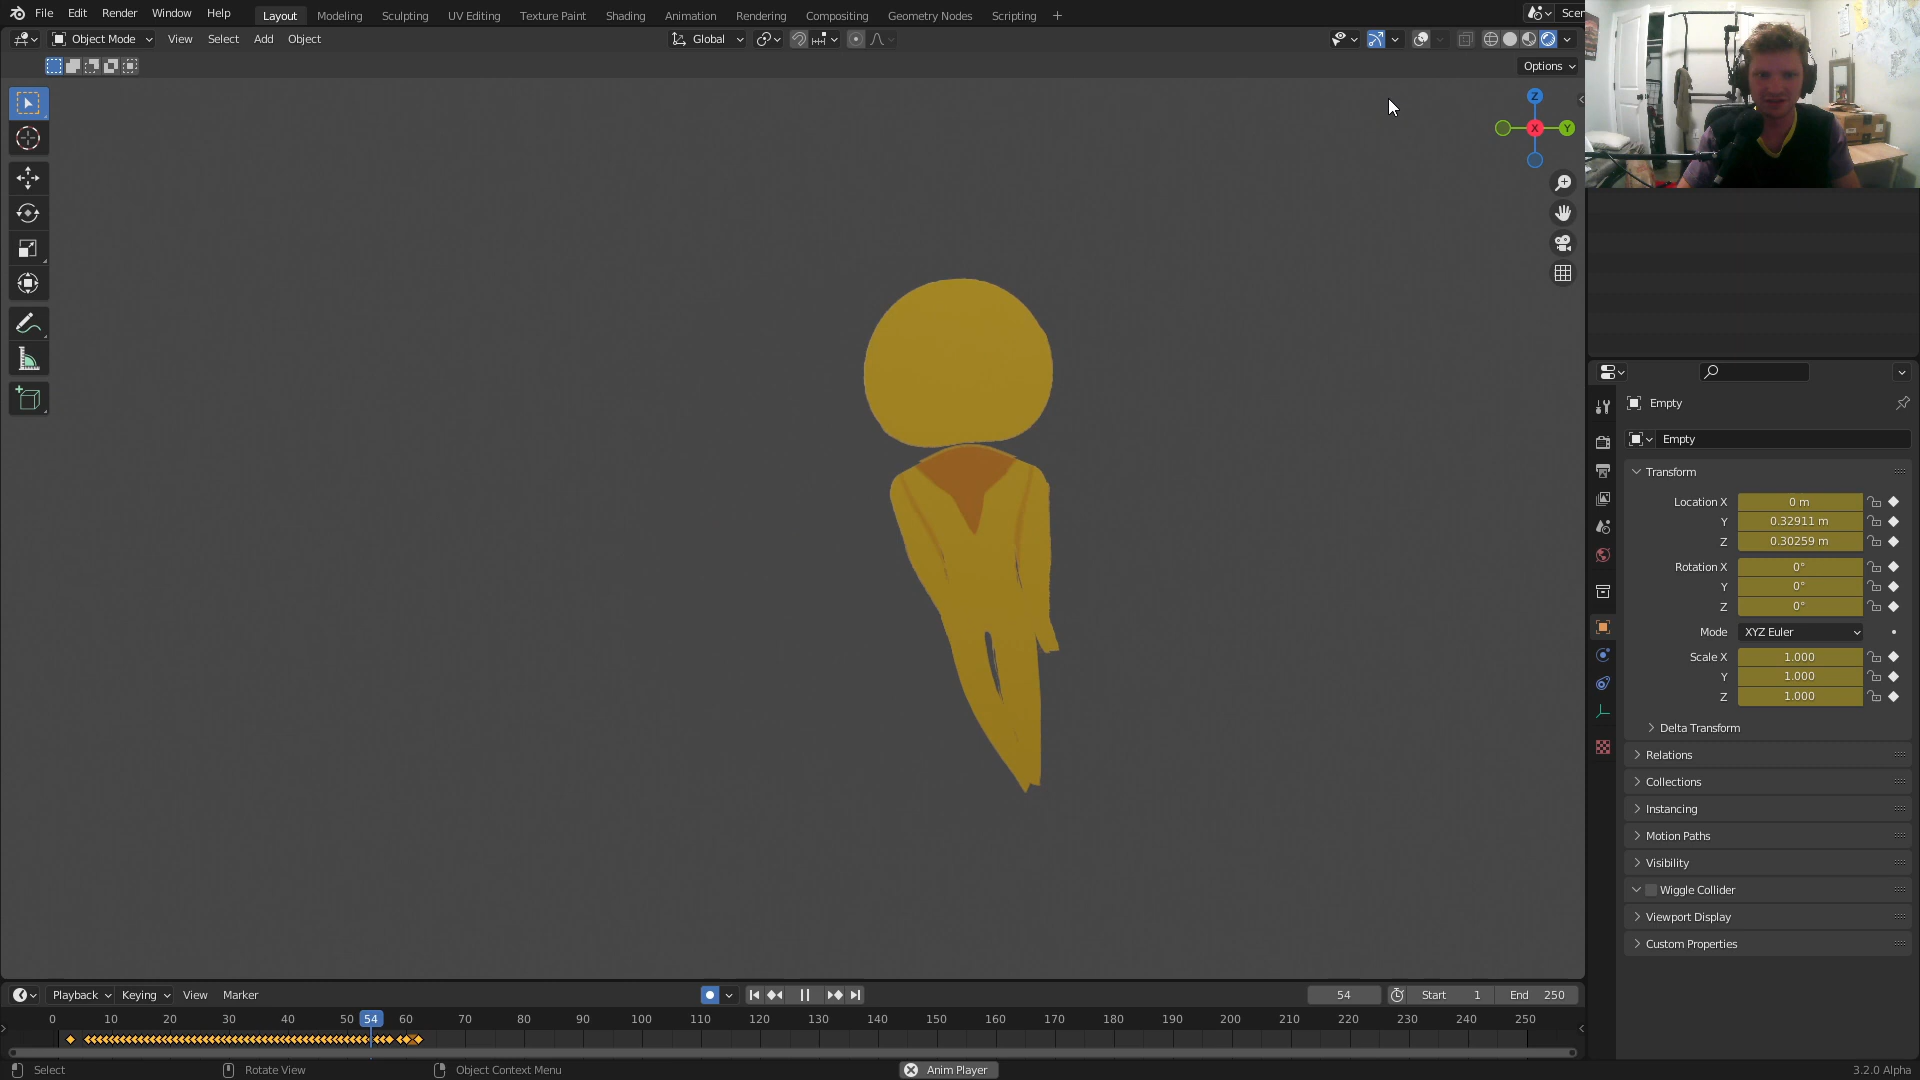 File Edit Render Window Help
Layout Modeling Sculpting UV Editing Texture Paint Shading Animation Rendering Compositing Geometry Nodes Scripting +
Scen
Object Mode View Select Add Object
Global
Options
Z
X
Y
Empty
Empty
Transform
Location X 0 m
Y 0.32911 m
Z 0.30259 m
Rotation X 0°
Y 0°
Z 0°
Mode XYZ Euler
Scale X 1.000
Y 1.000
Z 1.000
Delta Transform
Relations
Collections
Instancing
Motion Paths
Visibility
Wiggle Collider
Viewport Display
Custom Properties
Playback Keying View Marker
54 Start 1 End 250
0 10 20 30 40 50 54 60 70 80 90 100 110 120 130 140 150 160 170 180 190 200 210 220 230 240 250
Select Rotate View Object Context Menu Anim Player 3.2.0 Alpha